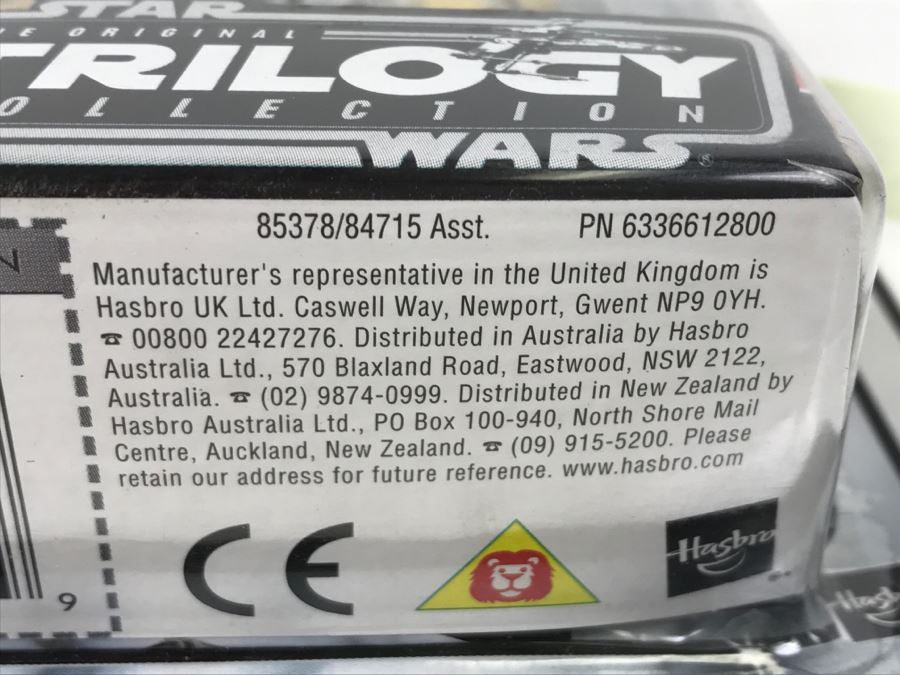 STAR
E ORIGINAL
TRILOGY
OLLECTION
WARS
85378/84715 Asst. PN 6336612800
Manufacturer's representative in the United Kingdom is
Hasbro UK Ltd. Caswell Way, Newport, Gwent NP9 0YH.
☎ 00800 22427276. Distributed in Australia by Hasbro
Australia Ltd., 570 Blaxland Road, Eastwood, NSW 2122,
Australia. ☎ (02) 9874-0999. Distributed in New Zealand by
Hasbro Australia Ltd., PO Box 100-940, North Shore Mail
Centre, Auckland, New Zealand. ☎ (09) 915-5200. Please
retain our address for future reference. www.hasbro.com
CE
Hasbro
9
Hasb